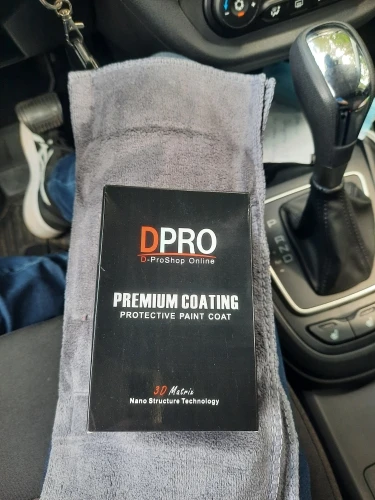 DPRO
D-ProShop Online
PREMIUM COATING
PROTECTIVE PAINT COAT
3D Matrix
Nano Structure Technology